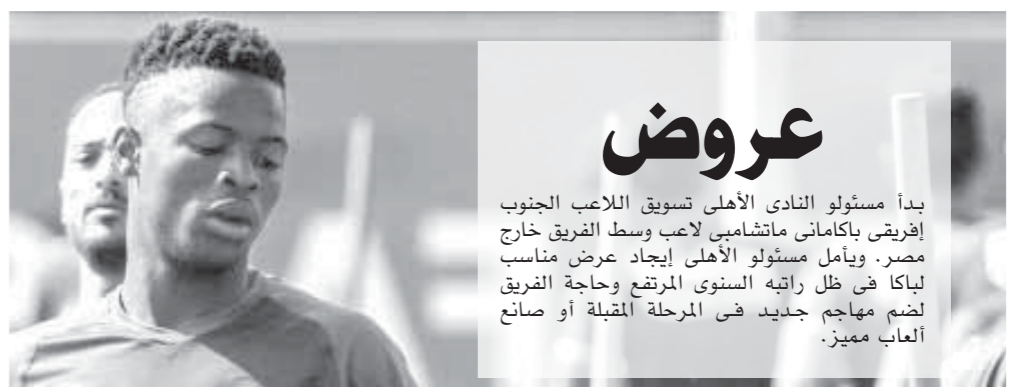 عروض
بدأ مسئولو النادى الأهلى تسويق اللاعب الجنوب
إفريقى باكامانى ماتشامبى لاعب وسط الفريق خارج
مصر. ويأمل مسئولو الأهلى إيجاد عرض مناسب
لباكا فى ظل راتبه السنوى المرتفع وحاجة الفريق
لضم مهاجم جديد فى المرحلة المقبلة أو صانع
ألعاب مميز.